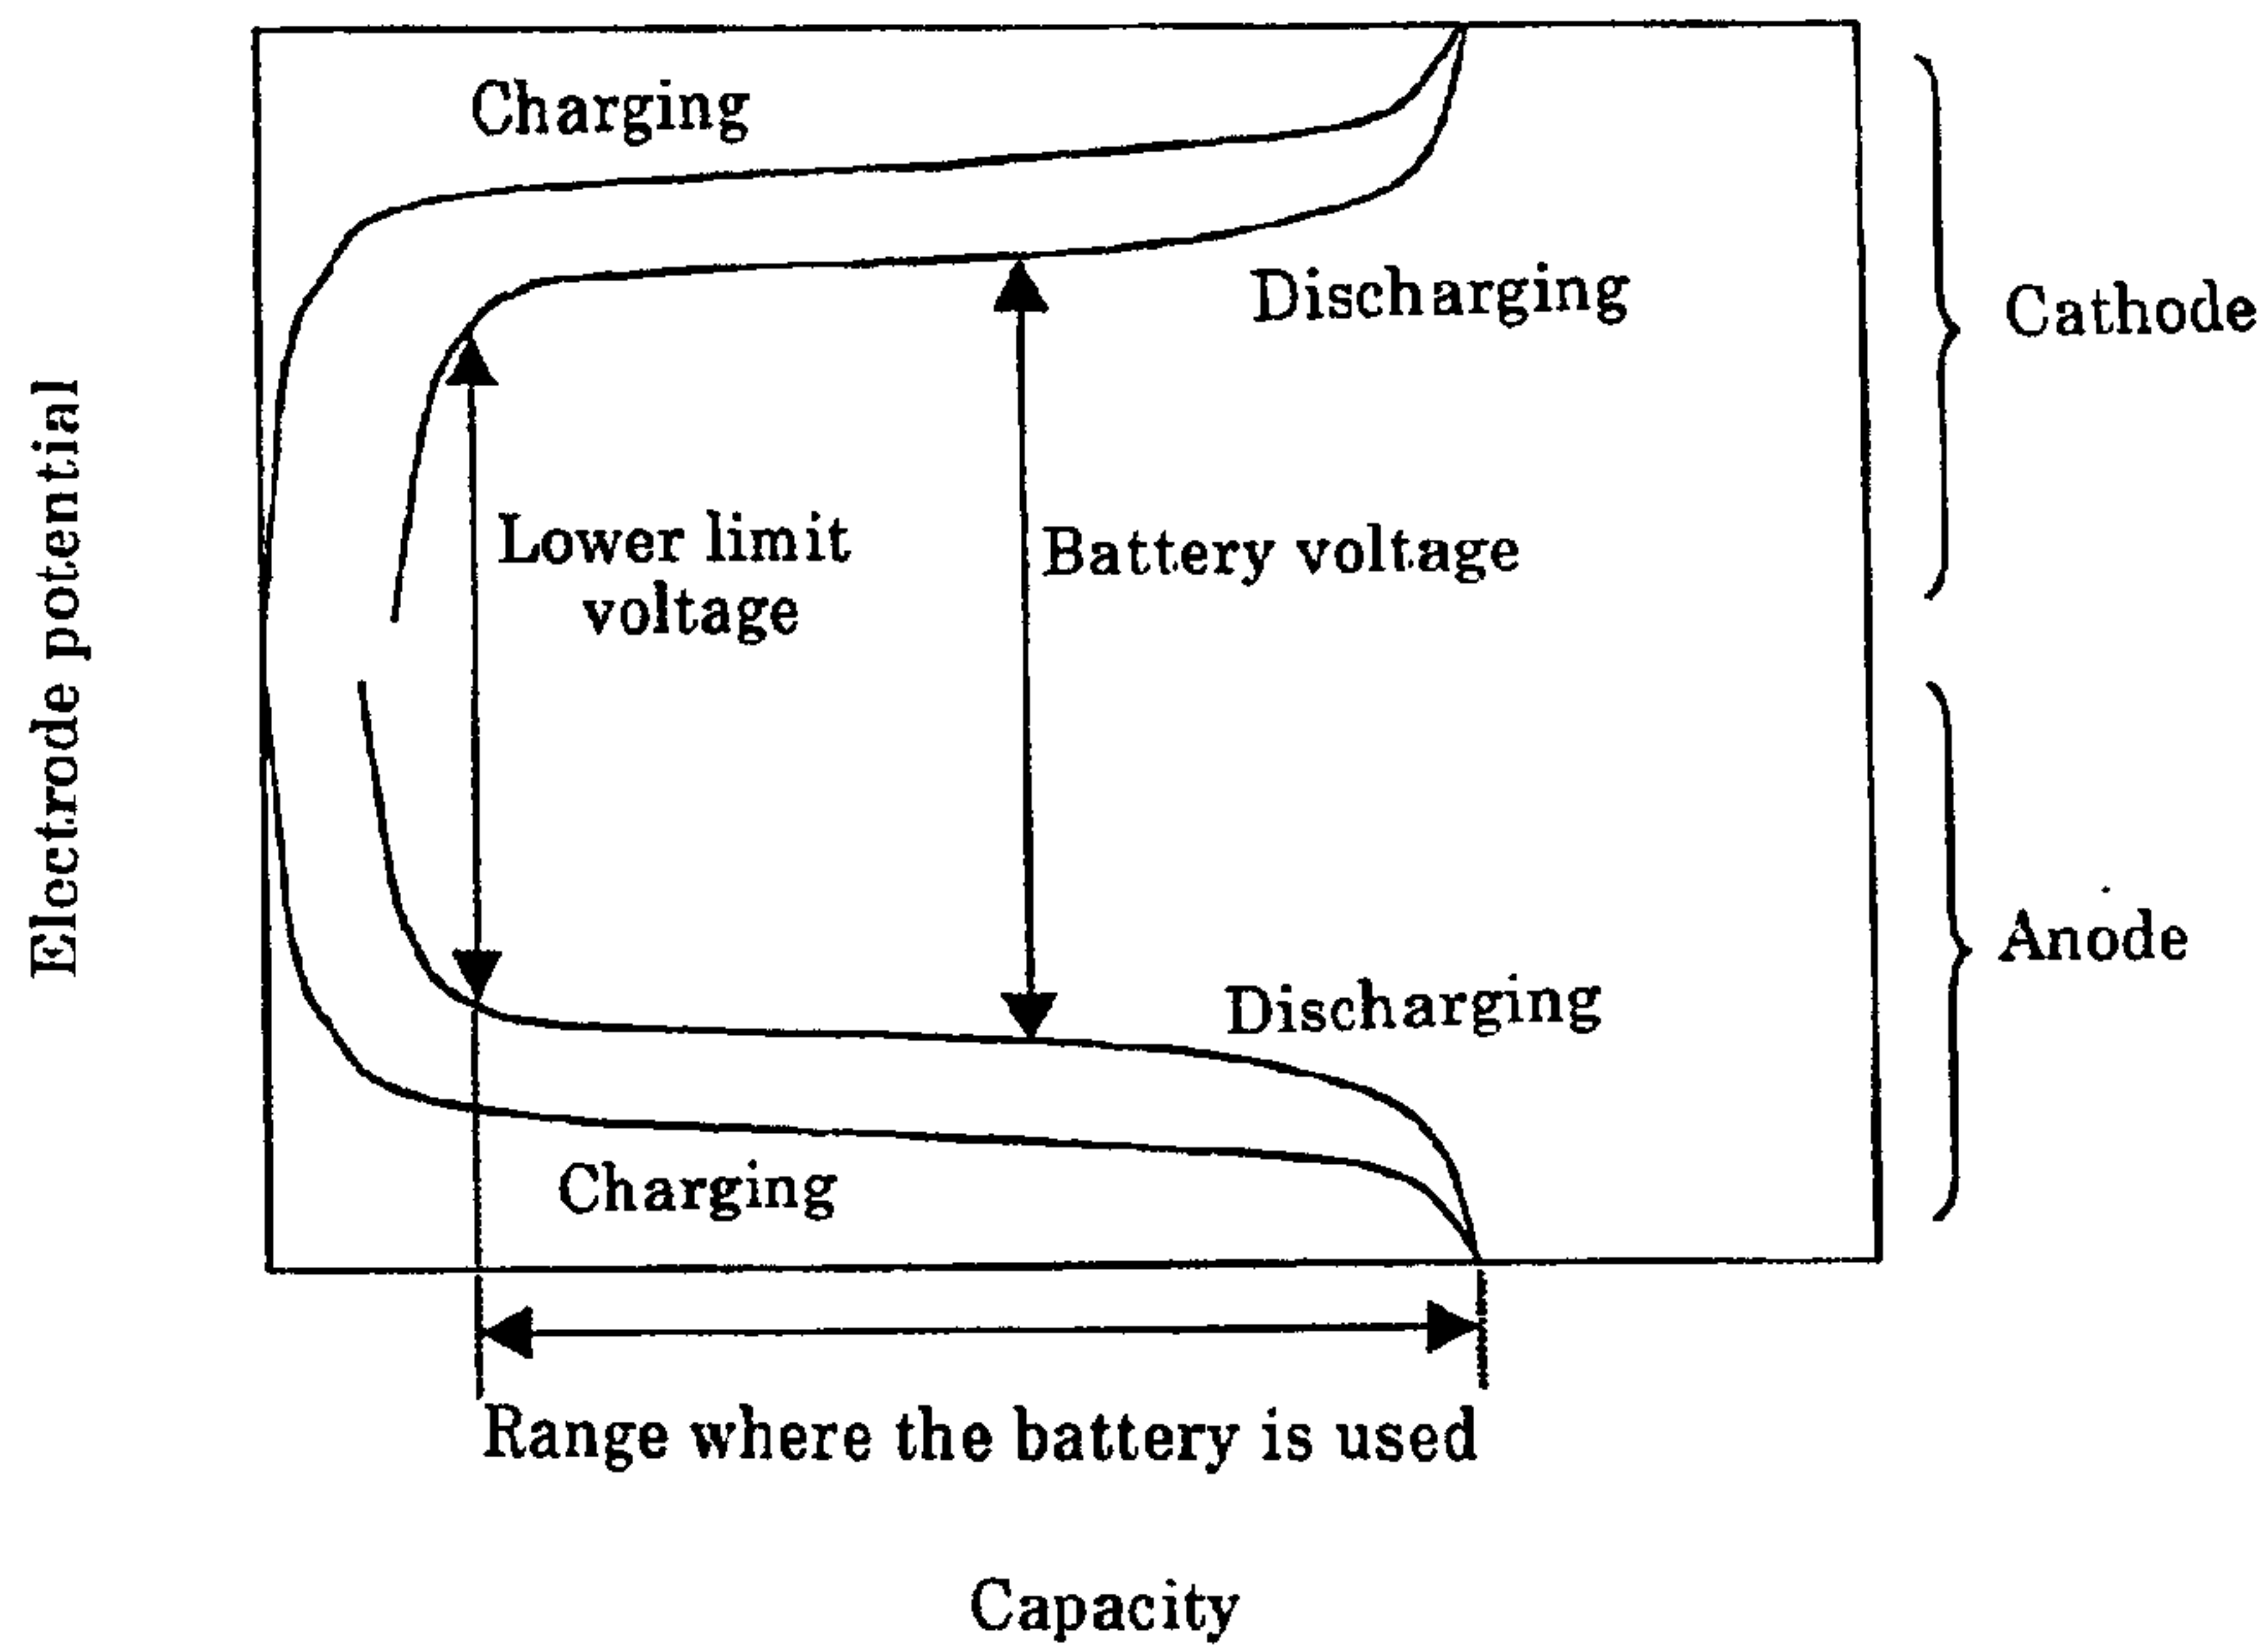 Charging
Discharging
Cathode
Electrode potential
Lower limit
voltage
Battery voltage
Anode
Discharging
Charging
Range where the battery is used
Capacity